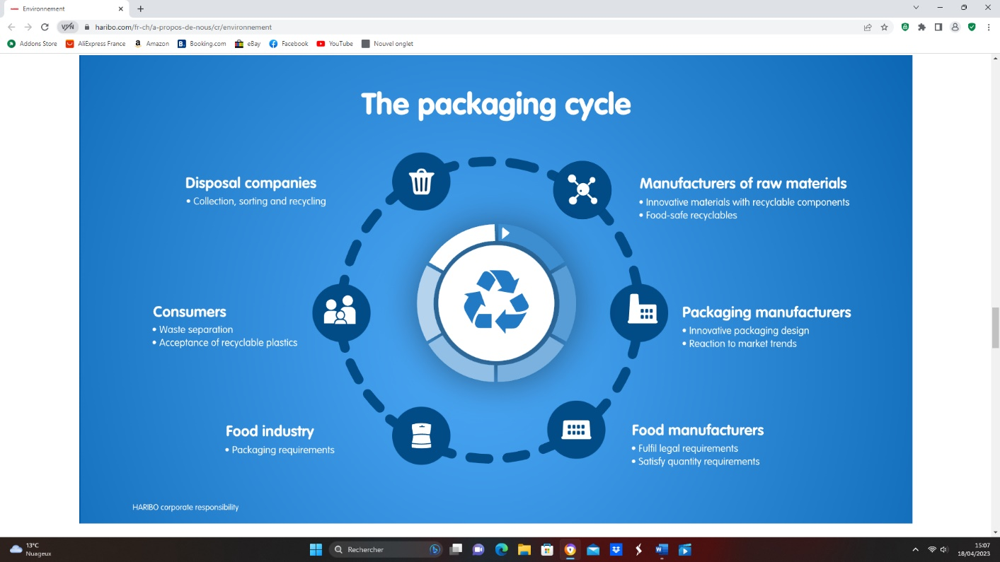 Environnement
VPN
haribo.com/fr-ch/a-propos-de-nous/cr/environnement
Addons Store
AliExpress France
Amazon
Booking.com
eBay
Facebook
YouTube
Nouvel onglet
The packaging cycle
Disposal companies
• Collection, sorting and recycling
Manufacturers of raw materials
• Innovative materials with recyclable components
• Food-safe recyclables
Consumers
• Waste separation
• Acceptance of recyclable plastics
Packaging manufacturers
• Innovative packaging design
• Reaction to market trends
Food industry
• Packaging requirements
Food manufacturers
• Fulfil legal requirements
• Satisfy quantity requirements
HARIBO corporate responsibility
13°C
Nuageux
Rechercher
15:07
18/04/2023